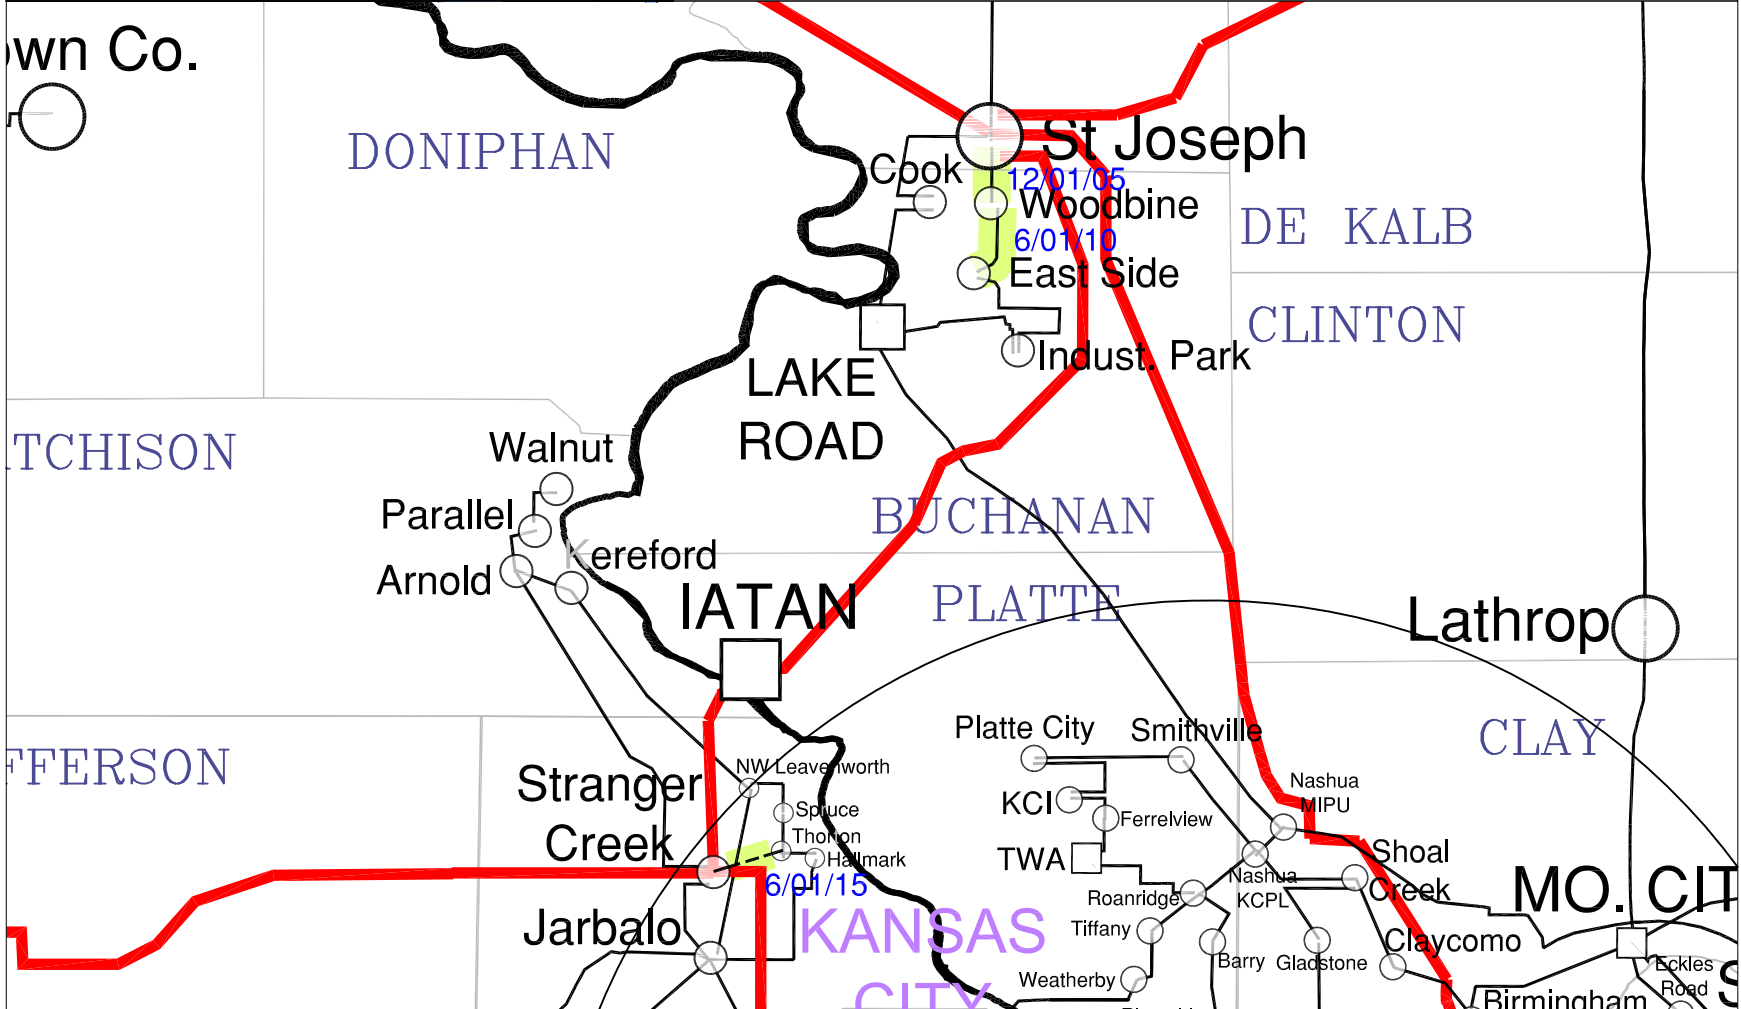 own Co.
DONIPHAN
St Joseph
Cook
12/01/05
Woodbine
6/01/10
East Side
DE KALB
CLINTON
LAKE
ROAD
Indust. Park
TCHISON
Walnut
Parallel
Kereford
Arnold
BUCHANAN
IATAN
PLATTE
Lathrop
FFERSON
Platte City
Smithville
CLAY
Stranger
Creek
NW Leavenworth
Spruce
Thorton
Hallmark
6/01/15
KCI
Ferrelview
TWA
Nashua
MIPU
Shoal
Creek
Nashua
KCPL
Roanridge
MO. CIT
Jarbalo
KANSAS
CITY
Tiffany
Barry
Gladstone
Claycomo
Weatherby
Eckles
Road
Birmingham
S